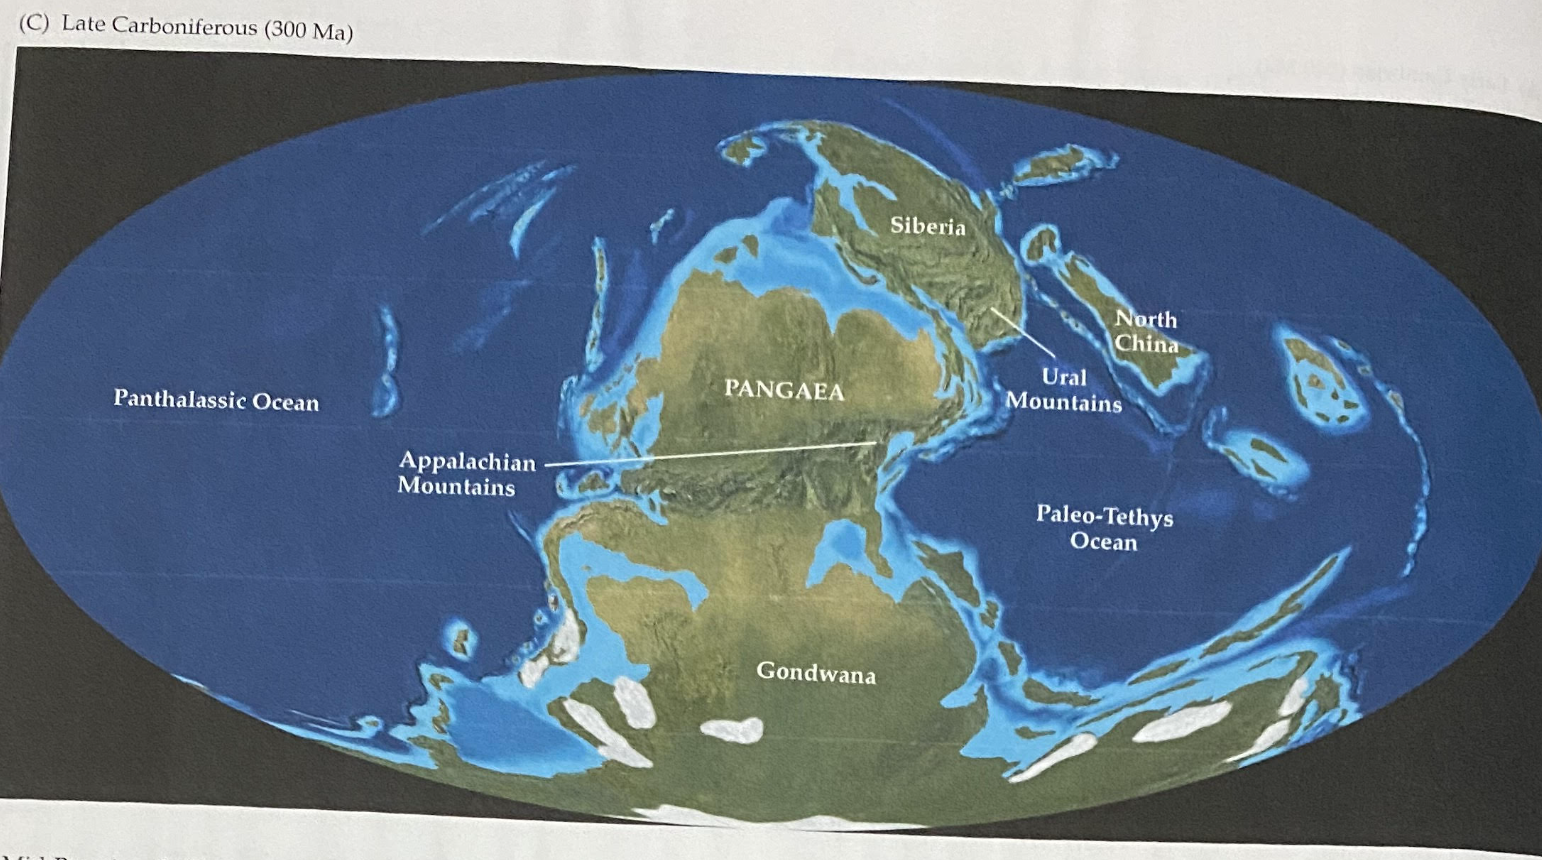 (C) Late Carboniferous (300 Ma)
Siberia
North
China
Ural
Mountains
PANGAEA
Panthalassic Ocean
Appalachian
Mountains
Paleo-Tethys
Ocean
Gondwana